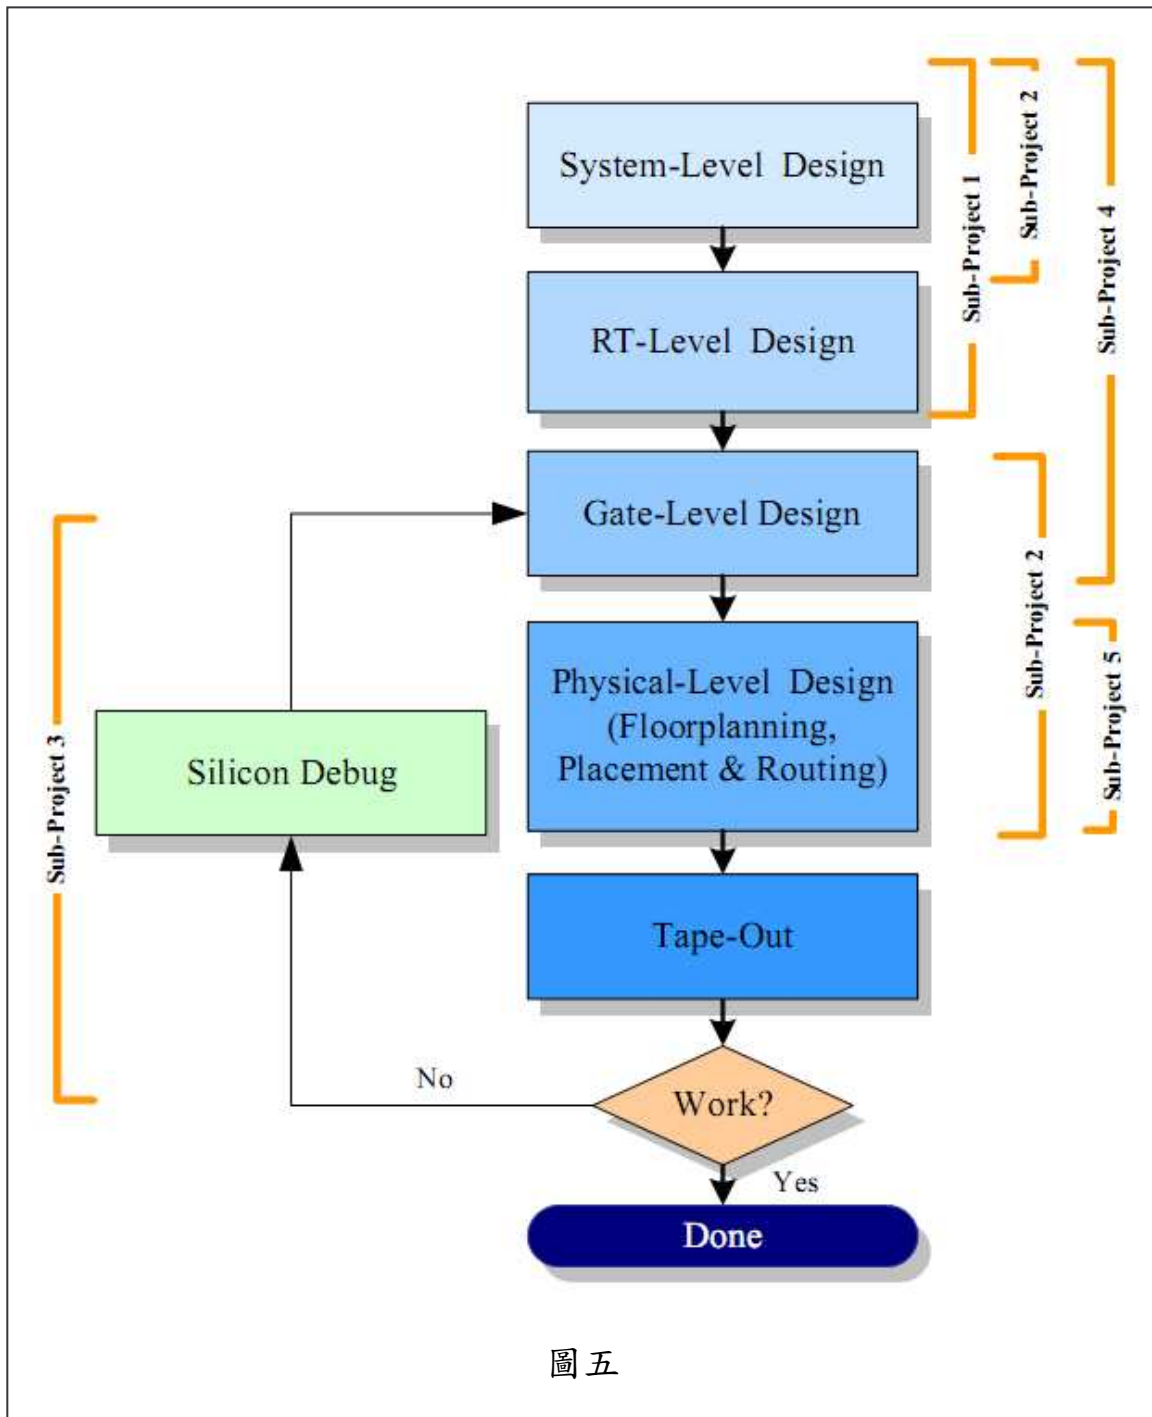 System-Level Design
RT-Level Design
Gate-Level Design
Physical-Level Design
(Floorplanning,
Placement & Routing)
Silicon Debug
Tape-Out
Work?
No
Yes
Done
Sub-Project 1
Sub-Project 2
Sub-Project 4
Sub-Project 2
Sub-Project 5
Sub-Project 3
圖五